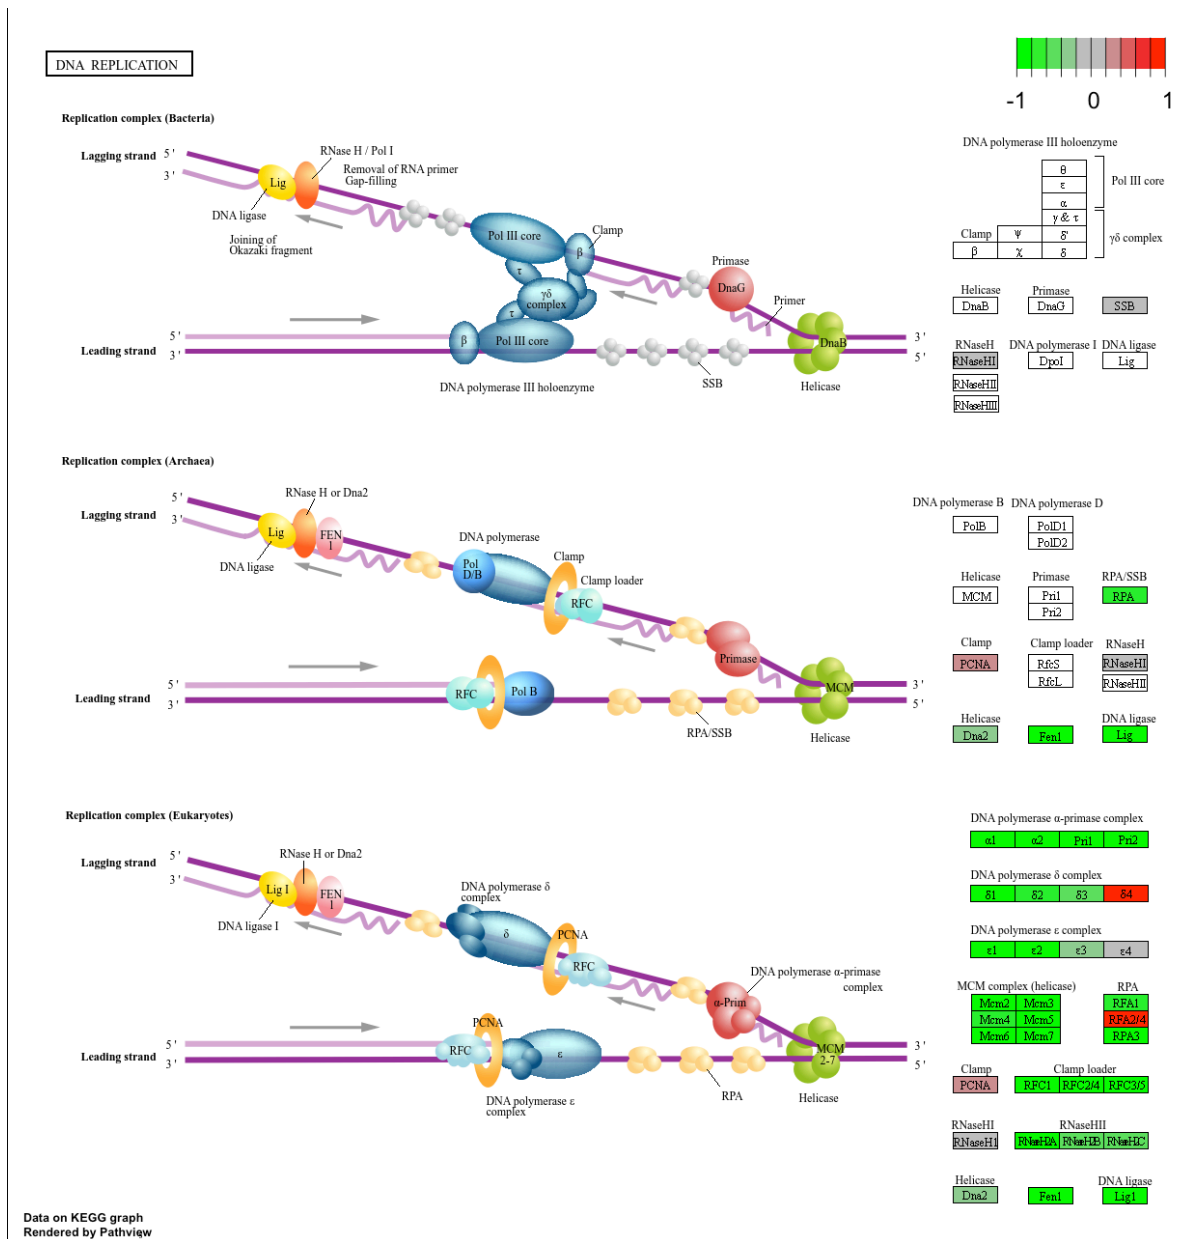 DNA REPLICATION
-1 0 1
Replication complex (Bacteria)
Lagging strand 5'
3'
RNase H / Pol I
Removal of RNA primer
Gap-filling
Lig
DNA ligase
Joining of
Okazaki fragment
Pol III core
Clamp
β
τ
γδ
complex
τ
Primase
DnaG
Primer
5'
Leading strand 3'
β
Pol III core
DNA polymerase III holoenzyme
SSB
DnaB
Helicase
3'
5'
DNA polymerase III holoenzyme
θ
ε
α
Pol III core
γ & τ
Clamp ψ δ'
β χ δ
γδ complex
Helicase Primase
DnaB DnaG SSB
RNaseH DNA polymerase I DNA ligase
RNaseHI DpoI Lig
RNaseHII
RNaseHIII
Replication complex (Archaea)
Lagging strand 5'
3'
RNase H or Dna2
Lig
FEN
1
DNA ligase
DNA polymerase
Pol
D/B
Clamp
Clamp loader
RFC
Primase
5'
Leading strand 3'
RFC
Pol B
RPA/SSB
MCM
Helicase
3'
5'
DNA polymerase B DNA polymerase D
PolB PolD1
PolD2
Helicase Primase RPA/SSB
MCM Pri1 RPA
Pri2
Clamp Clamp loader RNaseH
PCNA RfcS RNaseHI
RfcL RNaseHII
Helicase DNA ligase
Dna2 Fen1 Lig
Replication complex (Eukaryotes)
Lagging strand 5'
3'
RNase H or Dna2
Lig I
FEN
1
DNA ligase I
DNA polymerase δ
complex
δ
PCNA
RFC
DNA polymerase α-primase
complex
α-Prim
5'
Leading strand 3'
PCNA
RFC
ε
DNA polymerase ε
complex
RPA
MCM
2-7
Helicase
3'
5'
DNA polymerase α-primase complex
α1 α2 Pri1 Pri2
DNA polymerase δ complex
δ1 δ2 δ3 δ4
DNA polymerase ε complex
ε1 ε2 ε3 ε4
MCM complex (helicase) RPA
Mcm2 Mcm3 RFA1
Mcm4 Mcm5 RFA2/4
Mcm6 Mcm7 RPA3
Clamp Clamp loader
PCNA RFC1 RFC2/4 RFC3/5
RNaseHI RNaseHII
RNaseH1 RNaseH2A RNaseH2B RNaseH2C
Helicase DNA ligase
Dna2 Fen1 Lig1
Data on KEGG graph
Rendered by Pathview